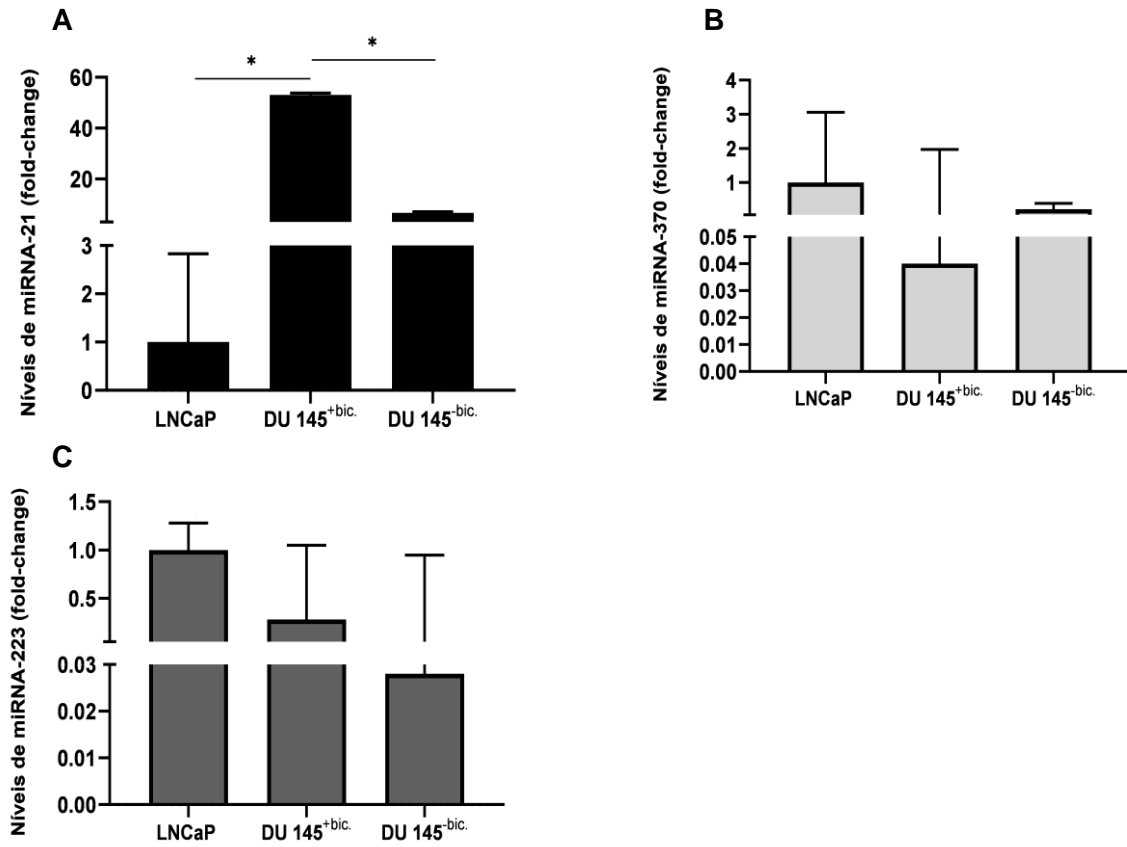 A
Níveis de miRNA-21 (fold-change)
*
*
60
40
20
3
2
1
0
LNCaP
DU 145+bic.
DU 145-bic.
B
Níveis de miRNA-370 (fold-change)
4
3
2
1
0.05
0.04
0.03
0.02
0.01
0.00
LNCaP
DU 145+bic.
DU 145-bic.
C
Níveis de miRNA-223 (fold-change)
1.5
1.0
0.5
0.03
0.02
0.01
0.00
LNCaP
DU 145+bic.
DU 145-bic.